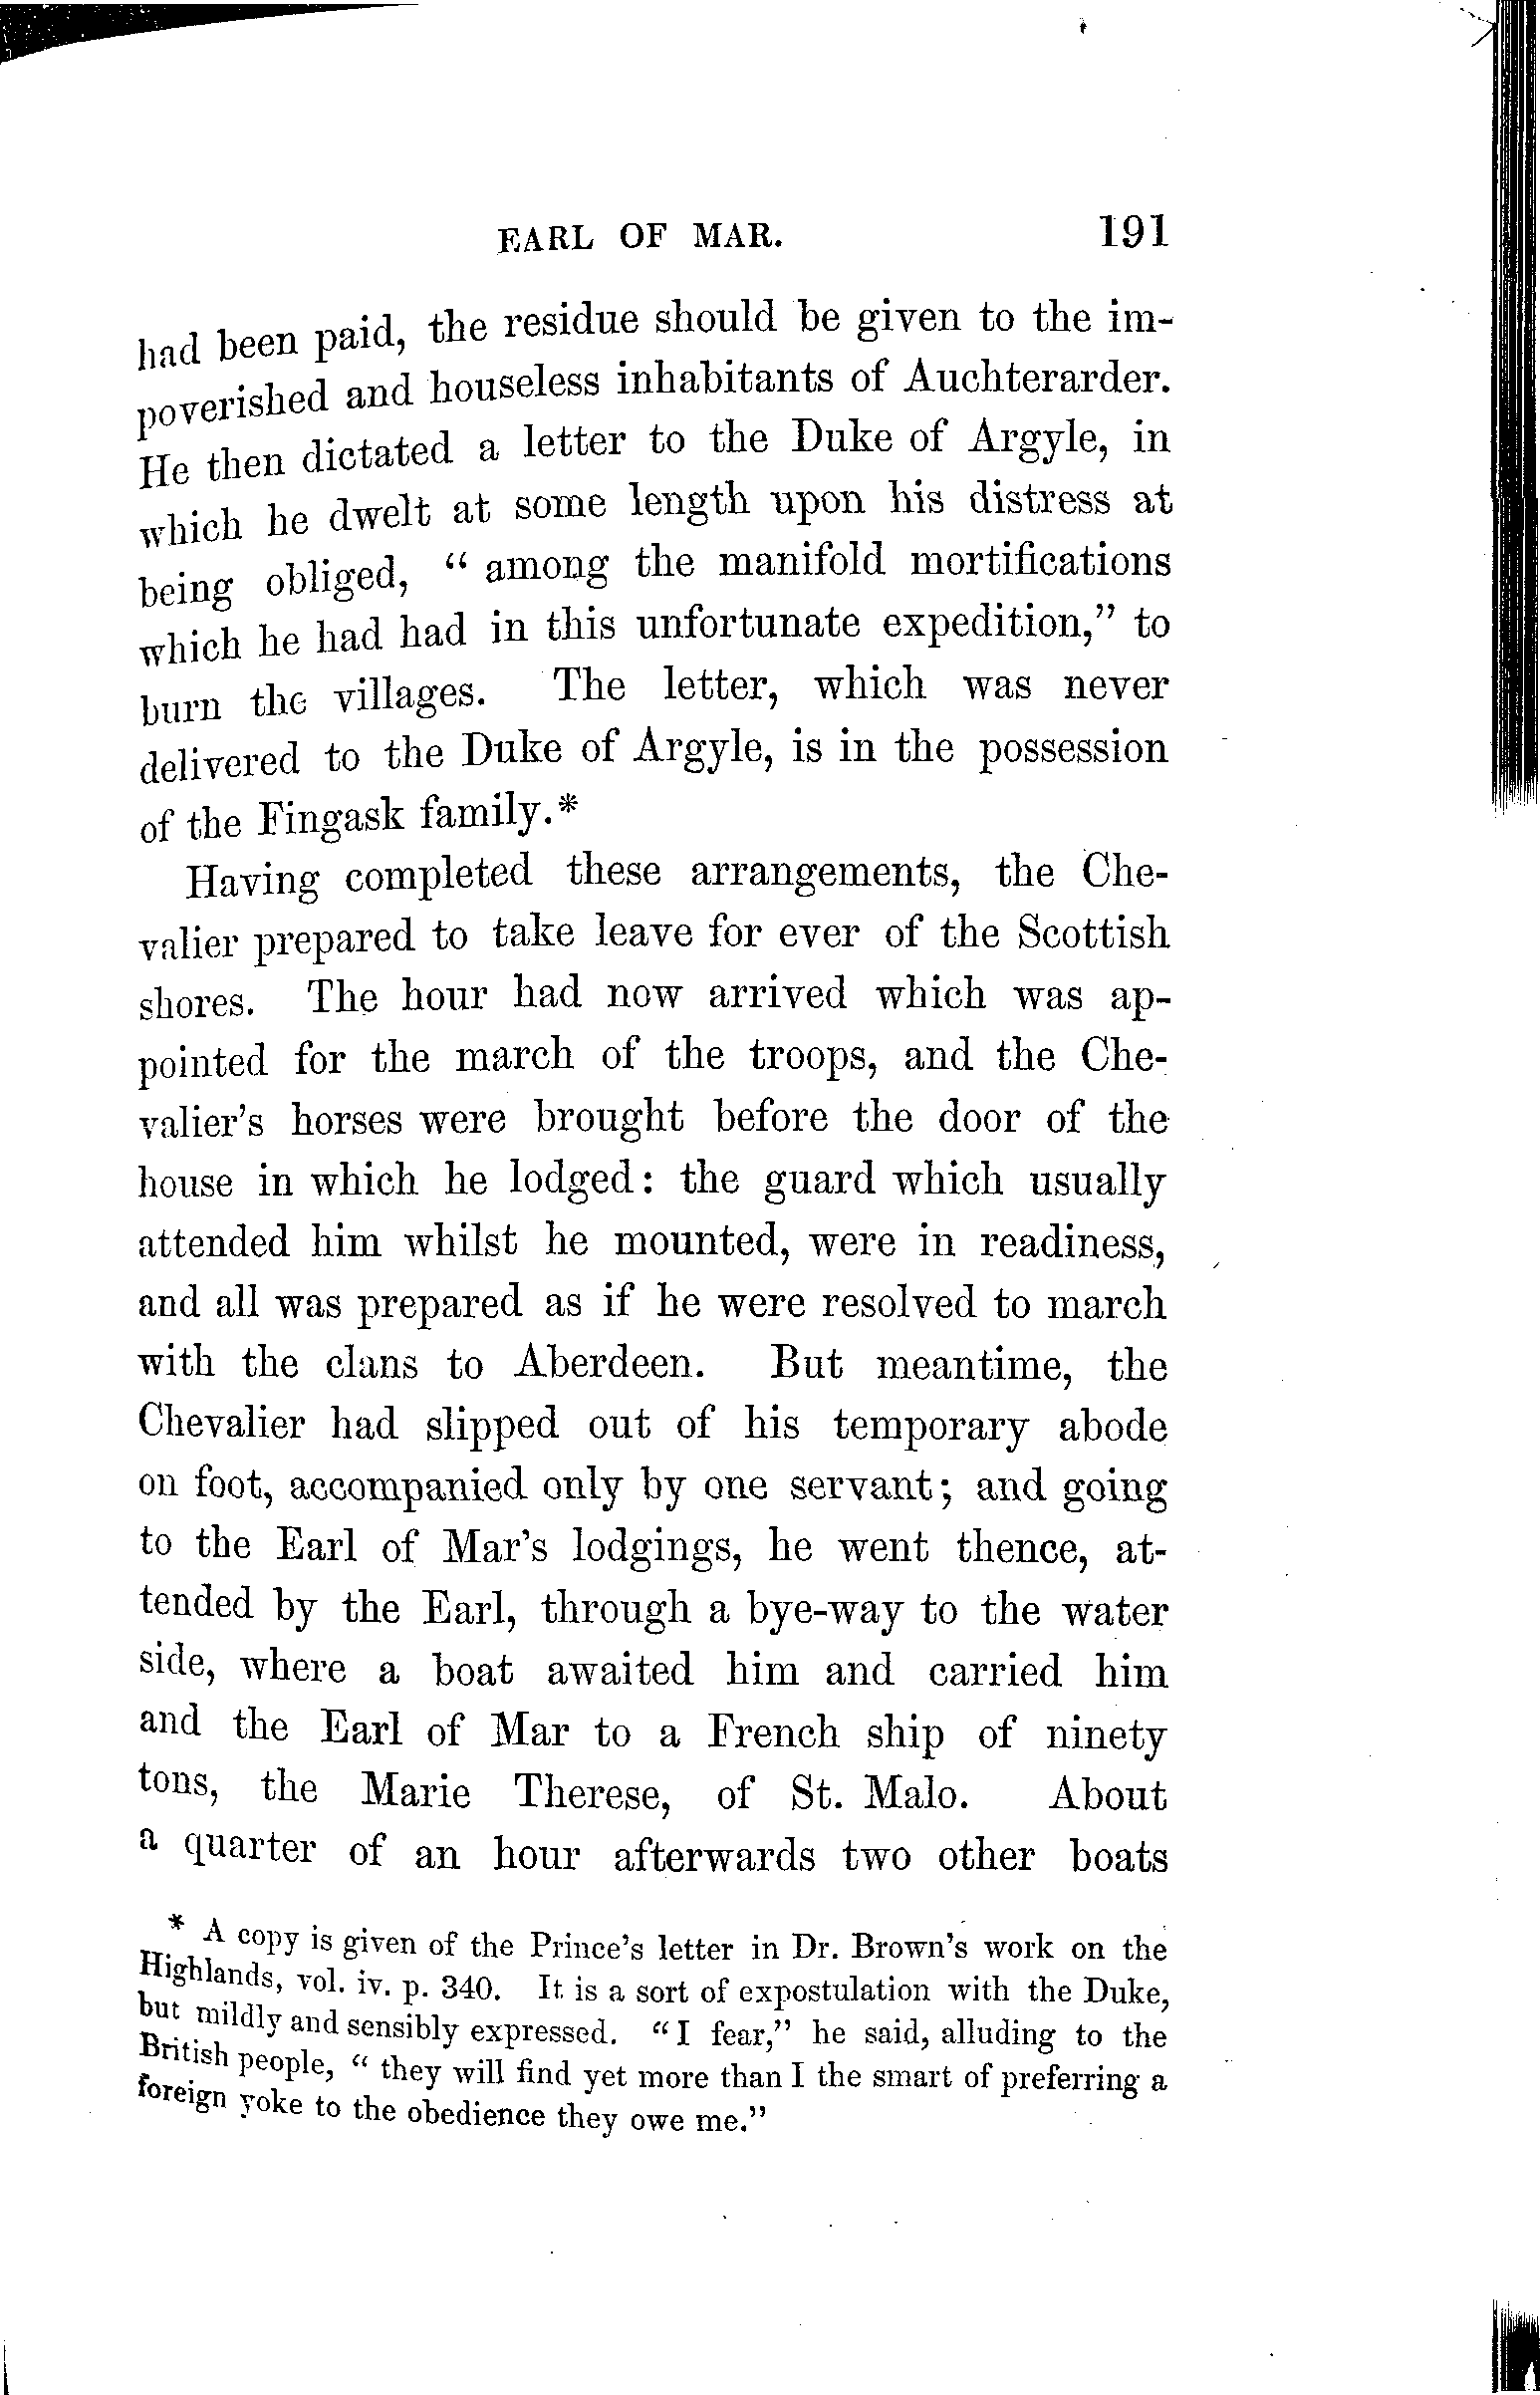 EARL OF MAR. 191
had been paid, the residue should be given to the im-
poverished and houseless inhabitants of Auchterarder.
He then dictated a letter to the Duke of Argyle, in
which he dwelt at some length upon his distress at
being obliged, “ among the manifold mortifications
which he had had in this unfortunate expedition,” to
burn the villages. The letter, which was never
delivered to the Duke of Argyle, is in the possession
of the Fingask family.*
Having completed these arrangements, the Che-
valier prepared to take leave for ever of the Scottish
shores. The hour had now arrived which was ap-
pointed for the march of the troops, and the Che-
valier’s horses were brought before the door of the
house in which he lodged: the guard which usually
attended him whilst he mounted, were in readiness,
and all was prepared as if he were resolved to march
with the clans to Aberdeen. But meantime, the
Chevalier had slipped out of his temporary abode
on foot, accompanied only by one servant; and going
to the Earl of Mar’s lodgings, he went thence, at-
tended by the Earl, through a bye-way to the water
side, where a boat awaited him and carried him
and the Earl of Mar to a French ship of ninety
tons, the Marie Therese, of St. Malo. About
a quarter of an hour afterwards two other boats
* A copy is given of the Prince’s letter in Dr. Brown’s work on the
Highlands, vol. iv. p. 340. It is a sort of expostulation with the Duke,
but mildly and sensibly expressed. “I fear,” he said, alluding to the
British people, “ they will find yet more than I the smart of preferring a
foreign yoke to the obedience they owe me.”